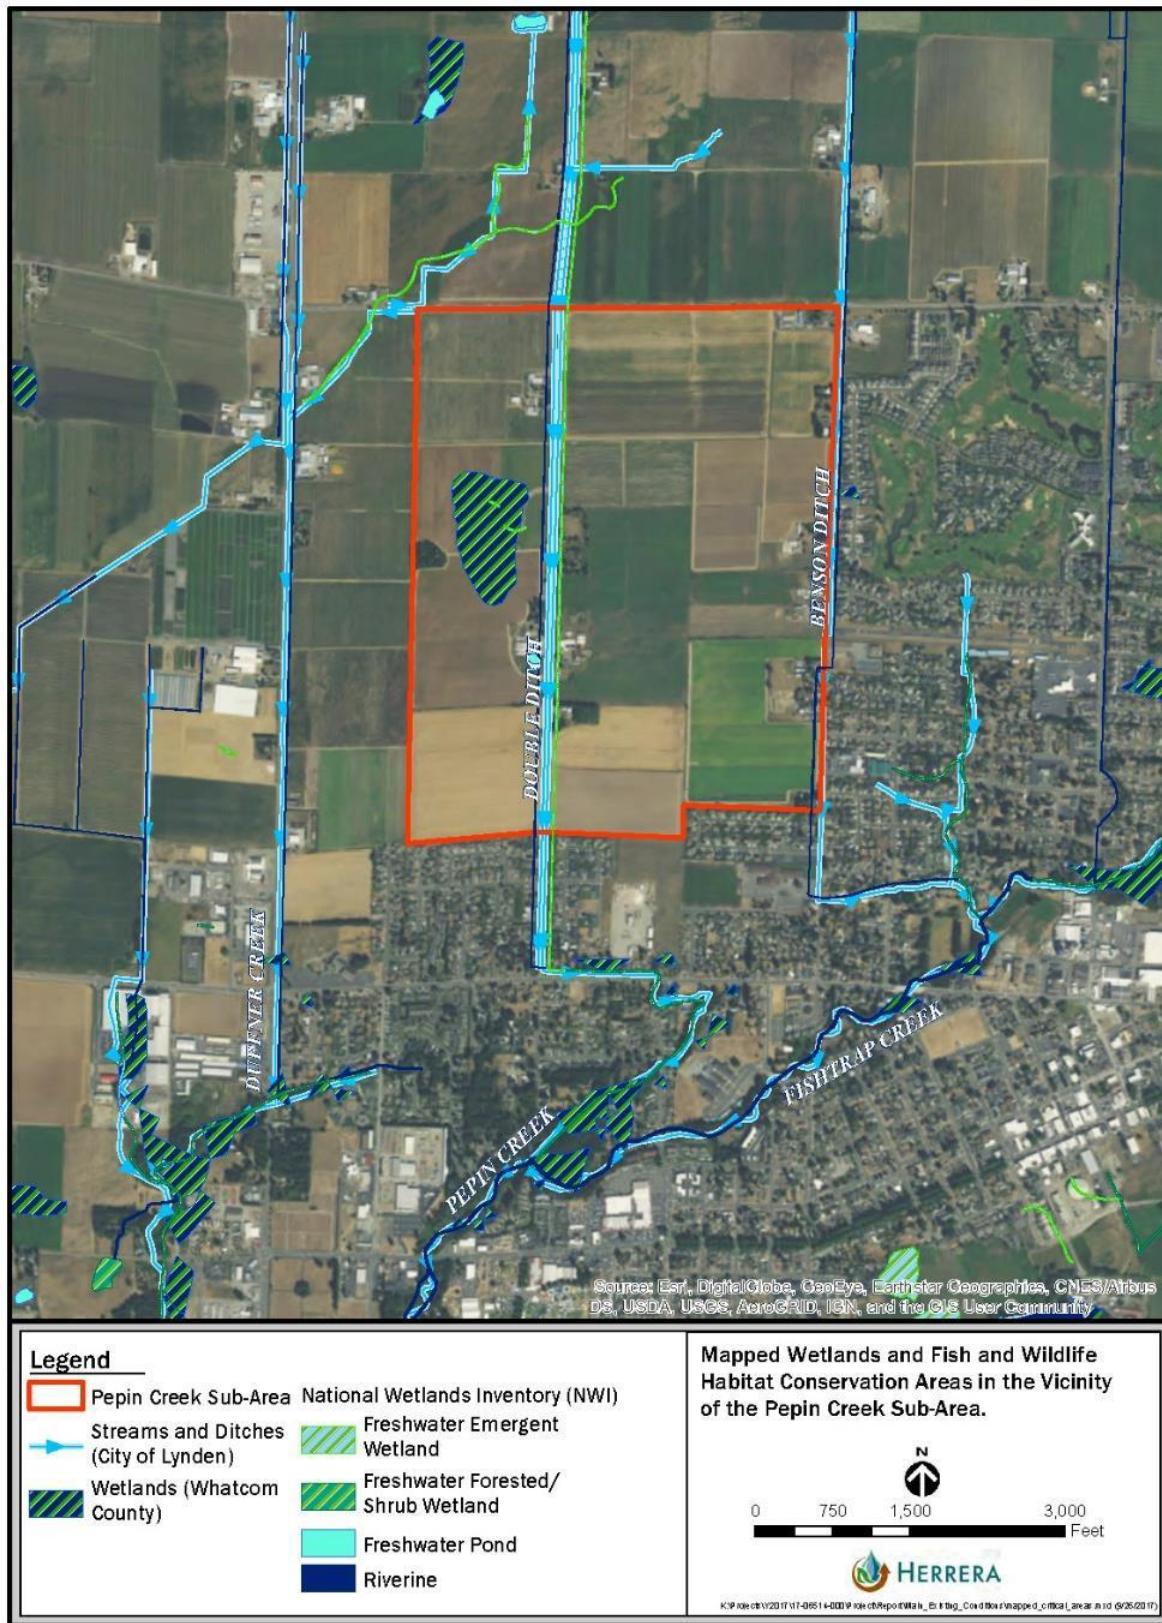 BENSON DITCH
DOUBLE DITCH
DUFFNER CREEK
FISHTRAP CREEK
PEPIN CREEK
Source: Esri, DigitalGlobe, GeoEye, Earthstar Geographics, CNES/Airbus
DS, USDA, USGS, AeroGRID, IGN, and the GIS User Community
Legend
Pepin Creek Sub-Area
Streams and Ditches
(City of Lynden)
Wetlands (Whatcom
County)
National Wetlands Inventory (NWI)
Freshwater Emergent
Wetland
Freshwater Forested/
Shrub Wetland
Freshwater Pond
Riverine
Mapped Wetlands and Fish and Wildlife
Habitat Conservation Areas in the Vicinity
of the Pepin Creek Sub-Area.
N
0 750 1,500 3,000
Feet
HERRERA